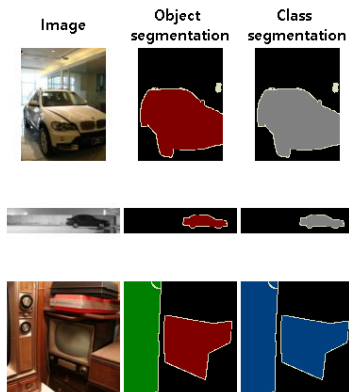 Image
Object
segmentation
Class
segmentation